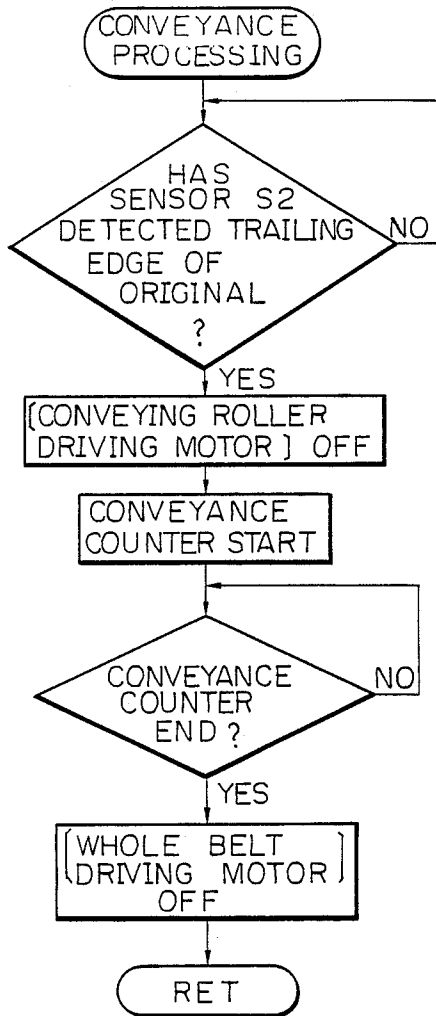 CONVEYANCE
PROCESSING
HAS
SENSOR S2
DETECTED TRAILING
EDGE OF
ORIGINAL
?
NO
YES
[CONVEYING ROLLER
DRIVING MOTOR] OFF
CONVEYANCE
COUNTER START
CONVEYANCE
COUNTER
END?
NO
YES
[WHOLE BELT
DRIVING MOTOR]
OFF
RET